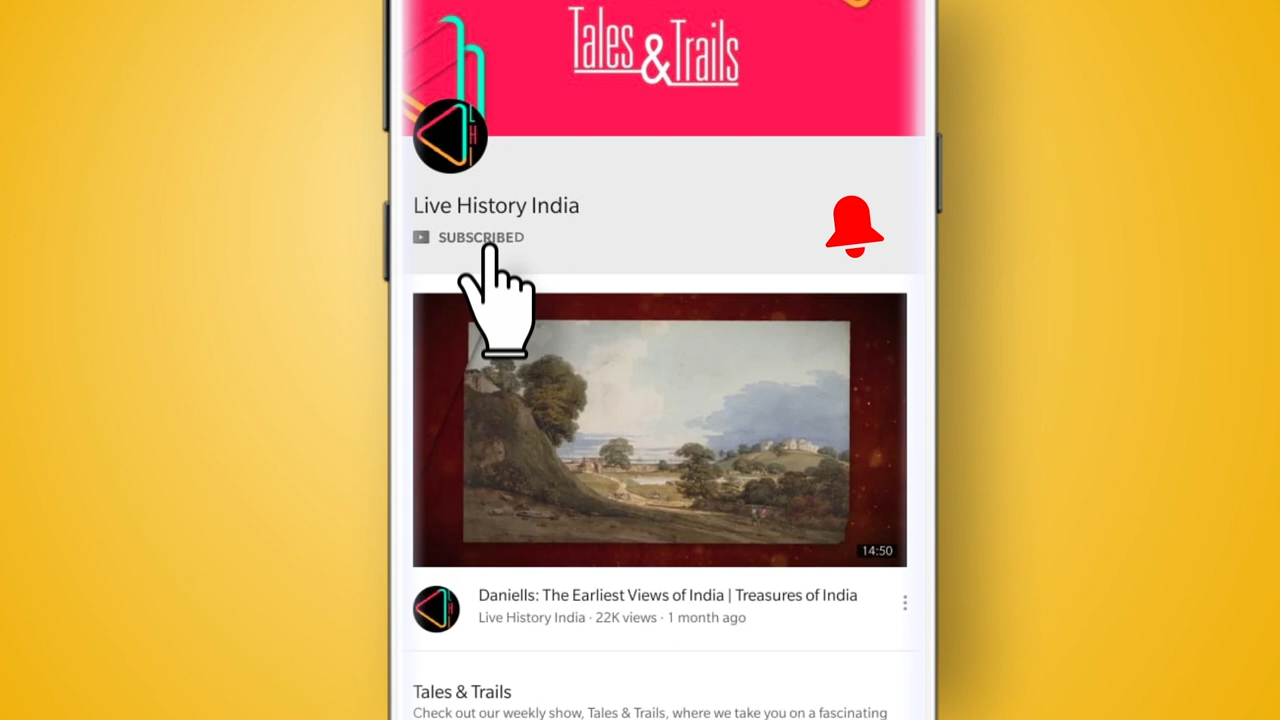 Tales & Trails
LHI
Live History India
SUBSCRIBED
14:50
Daniells: The Earliest Views of India | Treasures of India
Live History India · 22K views · 1 month ago
Tales & Trails
Check out our weekly show, Tales & Trails, where we take you on a fascinating